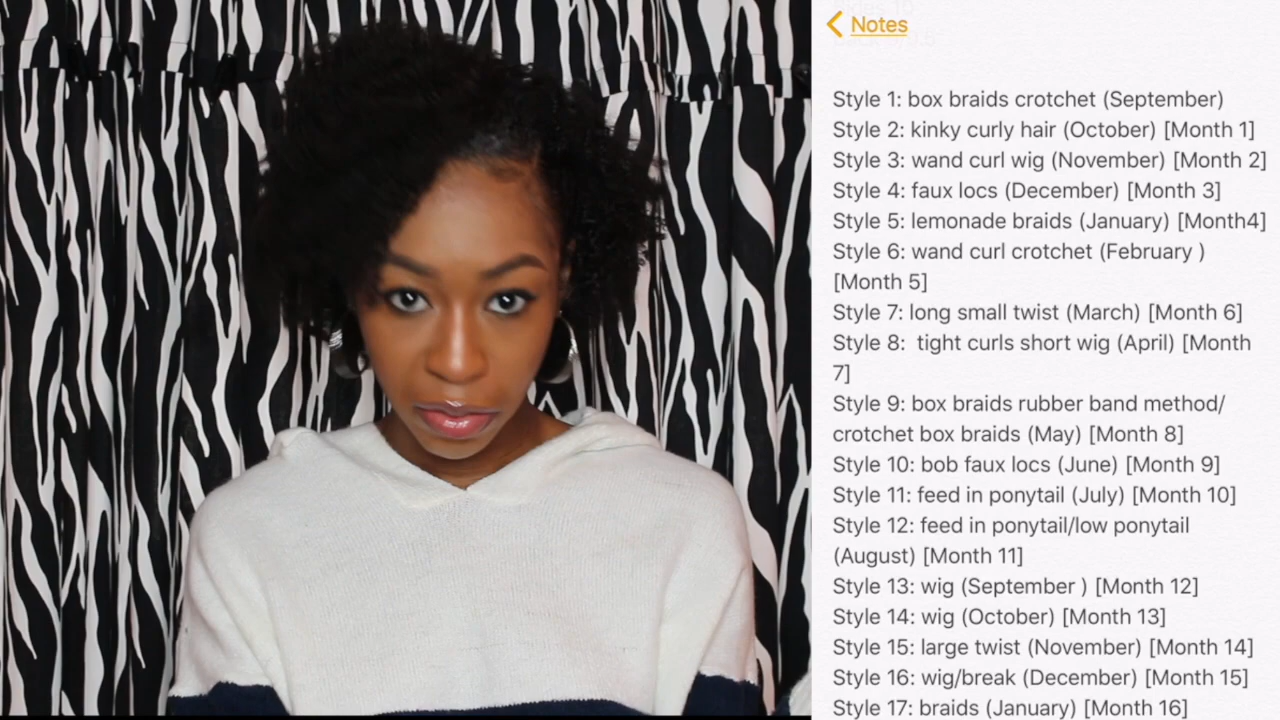 Notes
Style 1: box braids crotchet (September)
Style 2: kinky curly hair (October) [Month 1]
Style 3: wand curl wig (November) [Month 2]
Style 4: faux locs (December) [Month 3]
Style 5: lemonade braids (January) [Month4]
Style 6: wand curl crotchet (February )
[Month 5]
Style 7: long small twist (March) [Month 6]
Style 8:  tight curls short wig (April) [Month
7]
Style 9: box braids rubber band method/
crotchet box braids (May) [Month 8]
Style 10: bob faux locs (June) [Month 9]
Style 11: feed in ponytail (July) [Month 10]
Style 12: feed in ponytail/low ponytail
(August) [Month 11]
Style 13: wig (September ) [Month 12]
Style 14: wig (October) [Month 13]
Style 15: large twist (November) [Month 14]
Style 16: wig/break (December) [Month 15]
Style 17: braids (January) [Month 16]